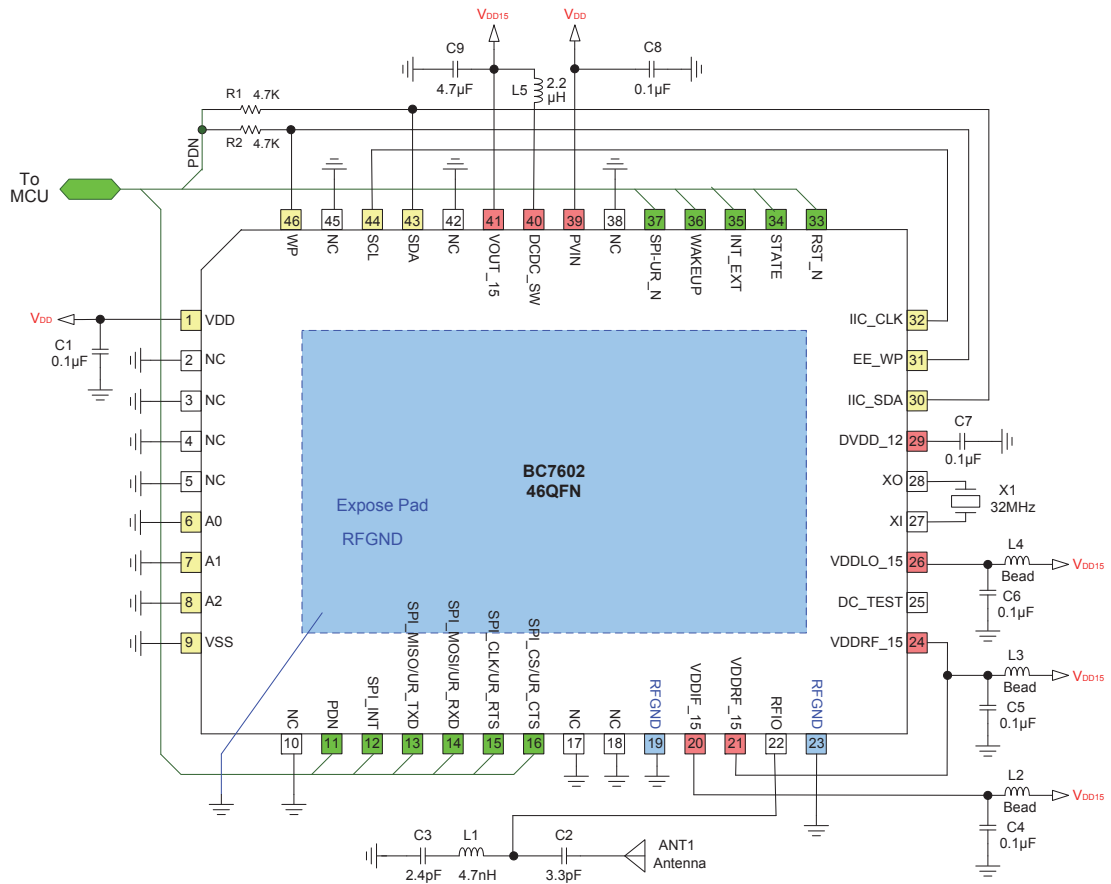 VDD15
VDD
C9
4.7µF
L5
2.2
µH
C8
0.1µF
R1
4.7K
R2
4.7K
PDN
To
MCU
46
45
44
43
42
41
40
39
38
37
36
35
34
33
WP
NC
SCL
SDA
NC
VOUT_15
DCDC_SW
PVIN
NC
SPI-UR_N
WAKEUP
INT_EXT
STATE
RST_N
VDD
C1
0.1µF
1
VDD
2
NC
3
NC
4
NC
5
NC
6
A0
7
A1
8
A2
9
VSS
IIC_CLK
32
EE_WP
31
IIC_SDA
30
DVDD_12
29
C7
0.1µF
XO
28
XI
27
X1
32MHz
VDDLO_15
26
L4
Bead
VDD15
C6
0.1µF
DC_TEST
25
VDDRF_15
24
L3
Bead
VDD15
C5
0.1µF
BC7602
46QFN
Expose Pad
RFGND
NC
PDN
SPI_INT
SPI_MISO/UR_TXD
SPI_MOSI/UR_RXD
SPI_CLK/UR_RTS
SPI_CS/UR_CTS
NC
NC
RFGND
VDDIF_15
VDDRF_15
RFIO
RFGND
10
11
12
13
14
15
16
17
18
19
20
21
22
23
L2
Bead
VDD15
C4
0.1µF
C3
2.4pF
L1
4.7nH
C2
3.3pF
ANT1
Antenna